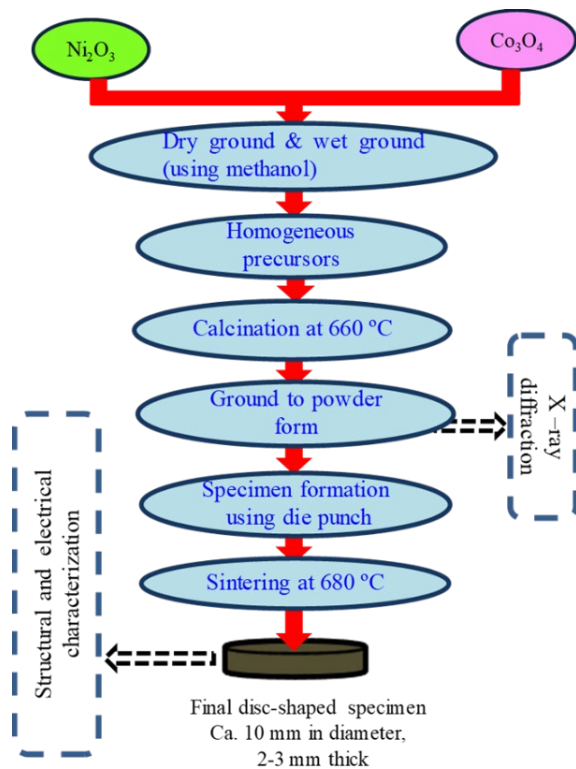 Ni₂O₃
Co₃O₄
Dry ground & wet ground
(using methanol)
Homogeneous
precursors
Calcination at 660 ºC
Ground to powder
form
X –ray
diffraction
Specimen formation
using die punch
Sintering at 680 ºC
Structural and electrical
characterization
Final disc-shaped specimen
Ca. 10 mm in diameter,
2-3 mm thick